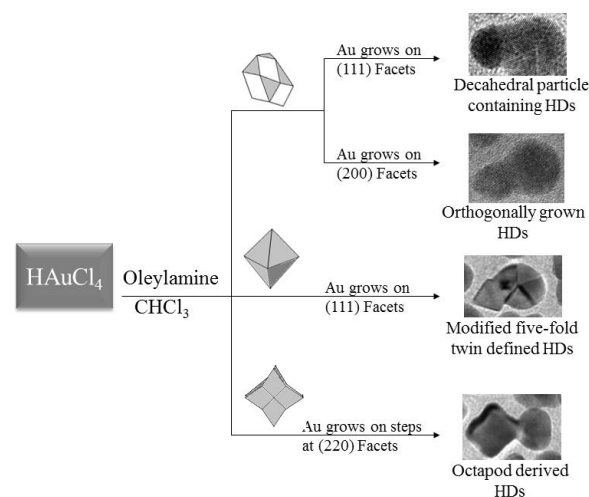 Au grows on
(111) Facets
Decahedral particle
containing HDs
Au grows on
(200) Facets
Orthogonally grown
HDs
HAuCl₄
Oleylamine
CHCl₃
Au grows on
(111) Facets
Modified five-fold
twin defined HDs
Au grows on steps
at (220) Facets
Octapod derived
HDs